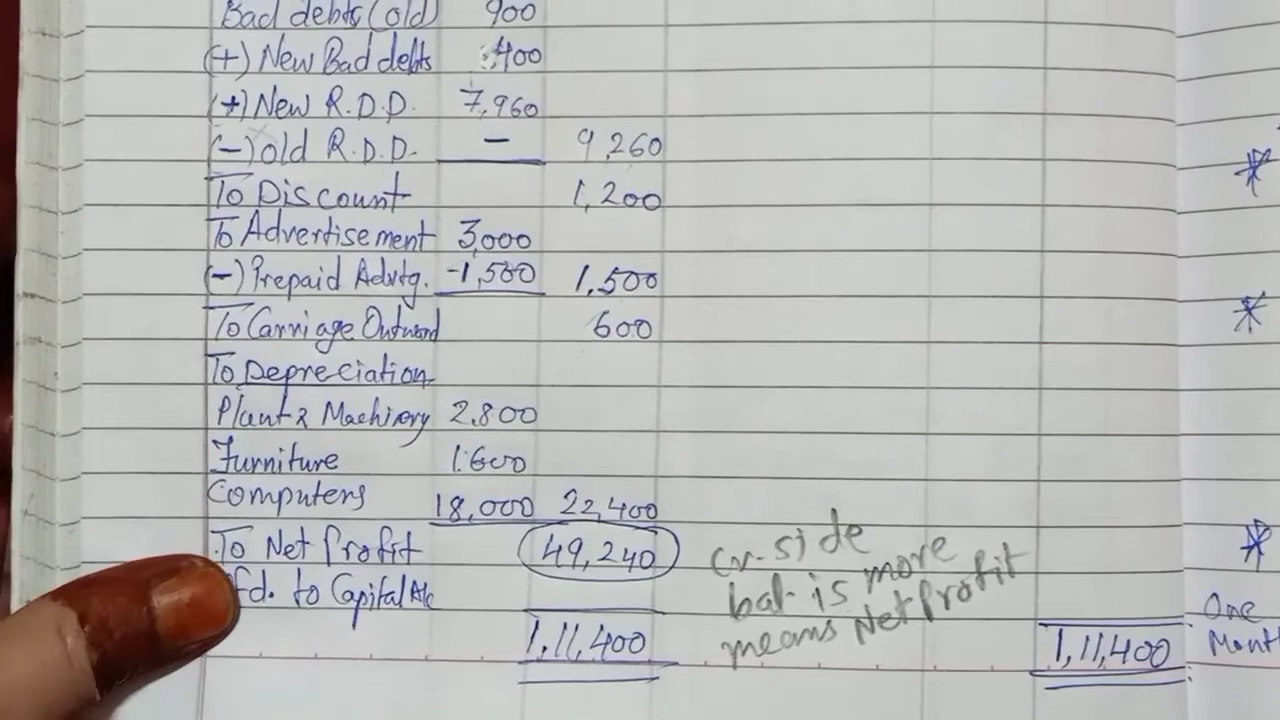 Bad debts (old) 900
(+) New Bad debts 400
(+) New R.D.D. 7,960
(-) old R.D.D. - 9,260
To Discount 1,200
To Advertisement 3,000
(-) Prepaid Advtg. -1,500 1,500
To Carriage Outward 600
To Depreciation
Plant & Machinery 2,800
Furniture 1,600
Computers 18,000 22,400
To Net Profit 49,240
fd. to Capital A/c
1,11,400 1,11,400
Cr. side
bal. is more
means Net Profit
One
Mont